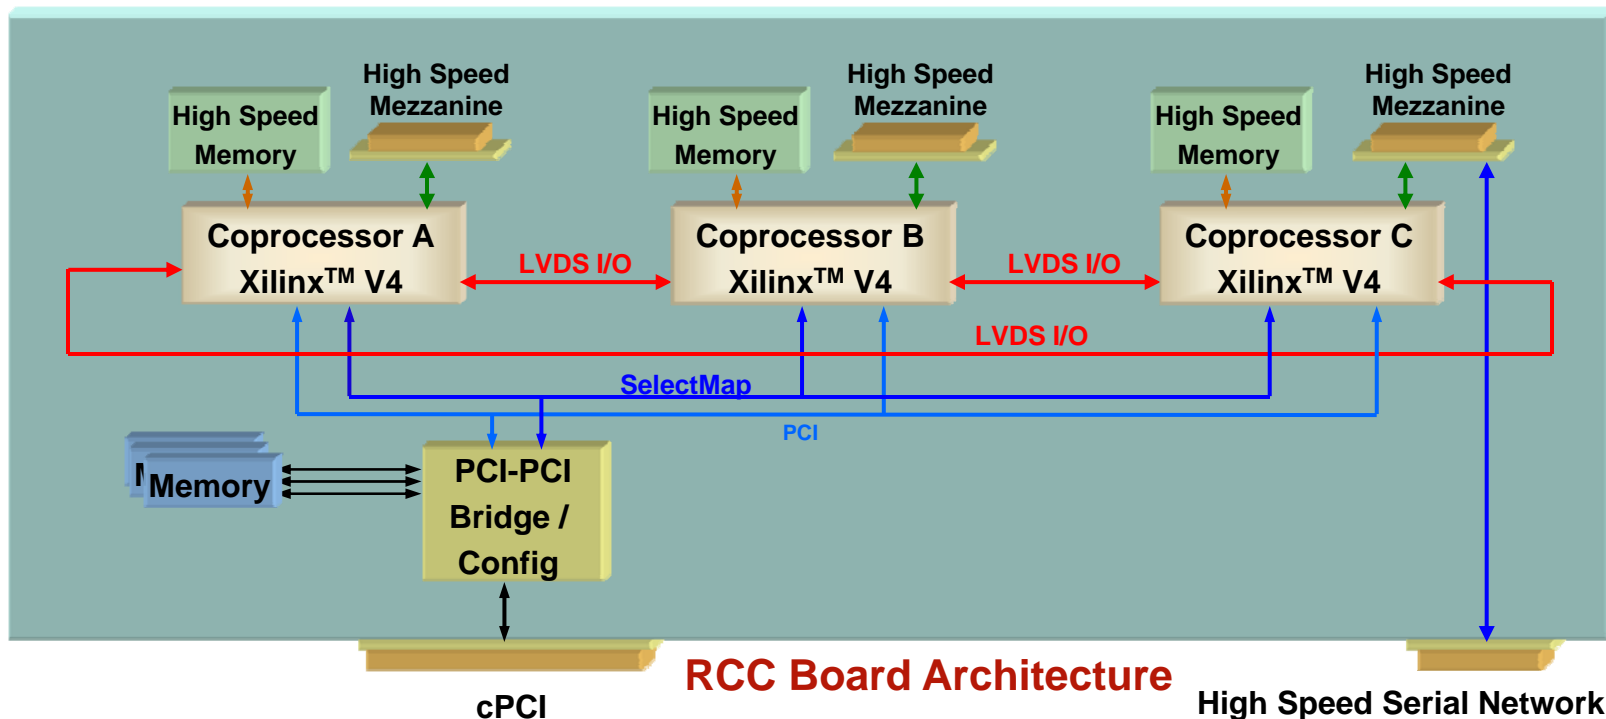 High Speed
Mezzanine
High Speed
Memory
High Speed
Mezzanine
High Speed
Memory
High Speed
Mezzanine
High Speed
Memory
Coprocessor A
Xilinx™ V4
LVDS I/O
Coprocessor B
Xilinx™ V4
LVDS I/O
Coprocessor C
Xilinx™ V4
LVDS I/O
SelectMap
PCI
Memory
PCI-PCI
Bridge /
Config
RCC Board Architecture
cPCI
High Speed Serial Network